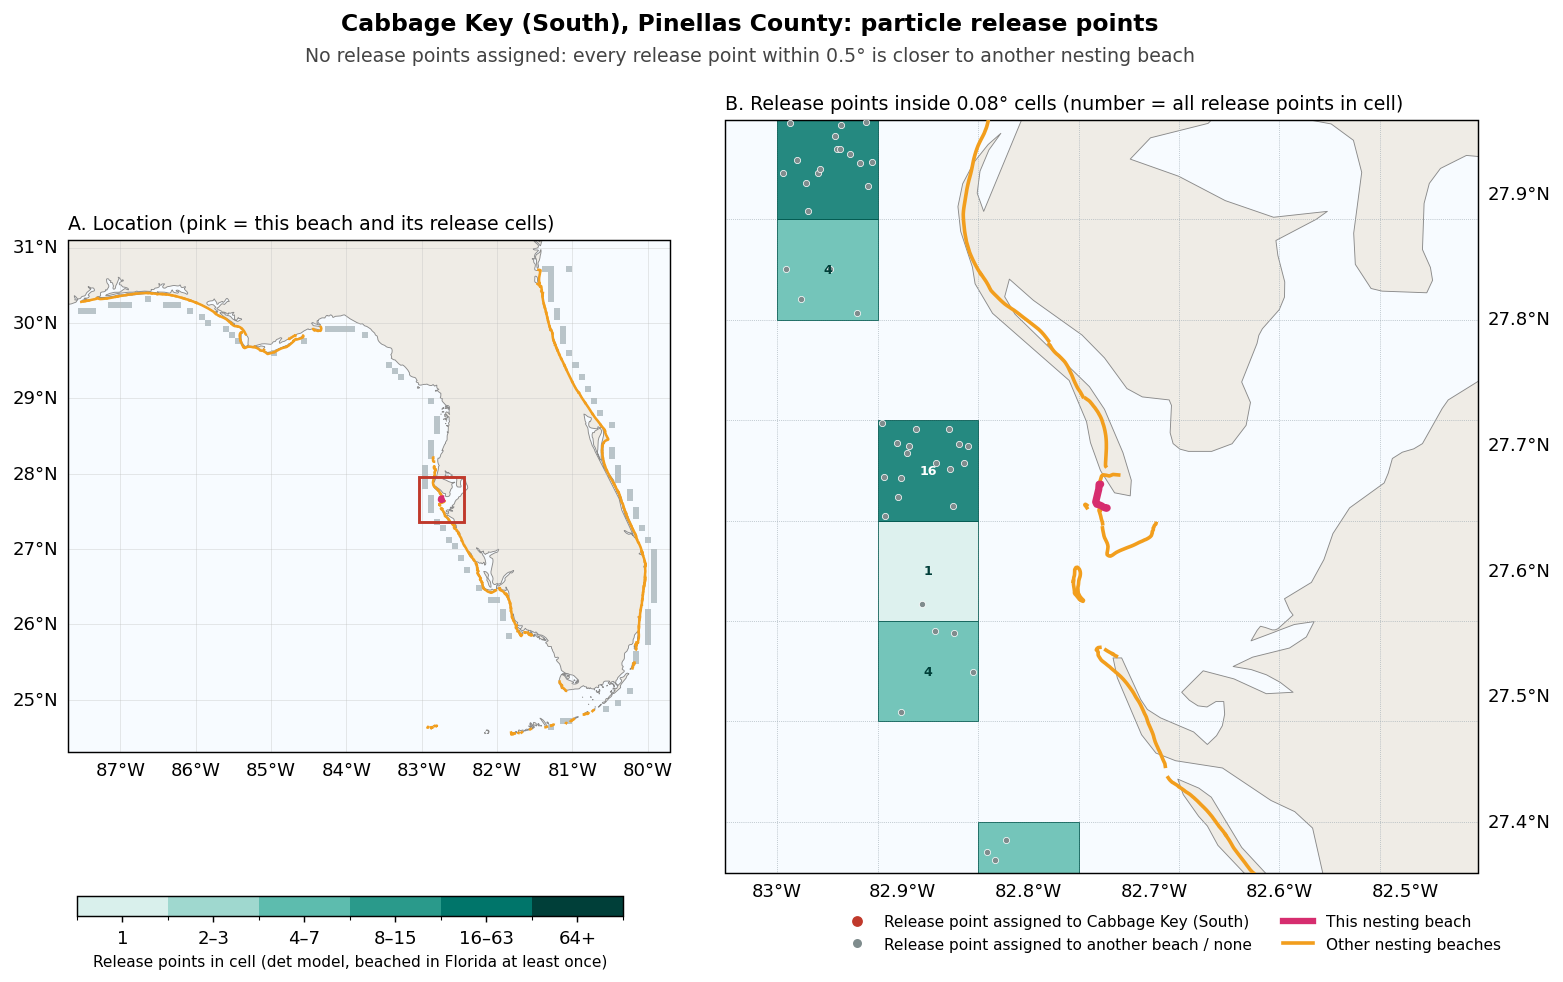 Cabbage Key (South), Pinellas County: particle release points
No release points assigned: every release point within 0.5° is closer to another nesting beach
A. Location (pink = this beach and its release cells)
31°N
30°N
29°N
28°N
27°N
26°N
25°N
87°W 86°W 85°W 84°W 83°W 82°W 81°W 80°W
1 2–3 4–7 8–15 16–63 64+
Release points in cell (det model, beached in Florida at least once)
B. Release points inside 0.08° cells (number = all release points in cell)
4
16
1
4
27.9°N
27.8°N
27.7°N
27.6°N
27.5°N
27.4°N
83°W 82.9°W 82.8°W 82.7°W 82.6°W 82.5°W
Release point assigned to Cabbage Key (South)
Release point assigned to another beach / none
This nesting beach
Other nesting beaches